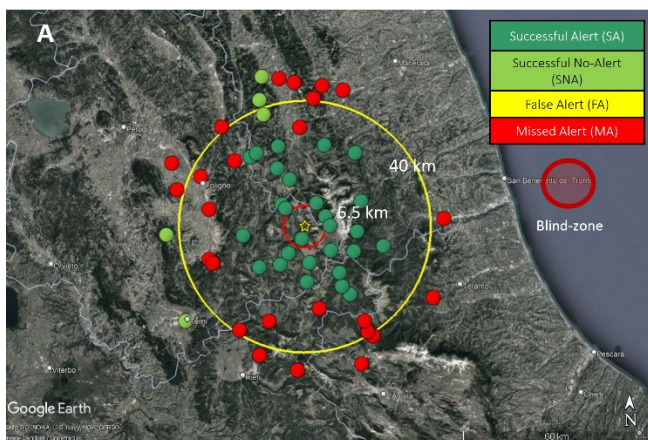 A
Successful Alert (SA)
Successful No-Alert
(SNA)
False Alert (FA)
Missed Alert (MA)
Macerata
Perugia
40 km
San Benedetto del Tronto
Foligno
6.5 km
Blind-zone
Orvieto
Teramo
Terni
Pescara
Viterbo
Rieti
Chieti
L'Aquila
Google Earth
N
60 km